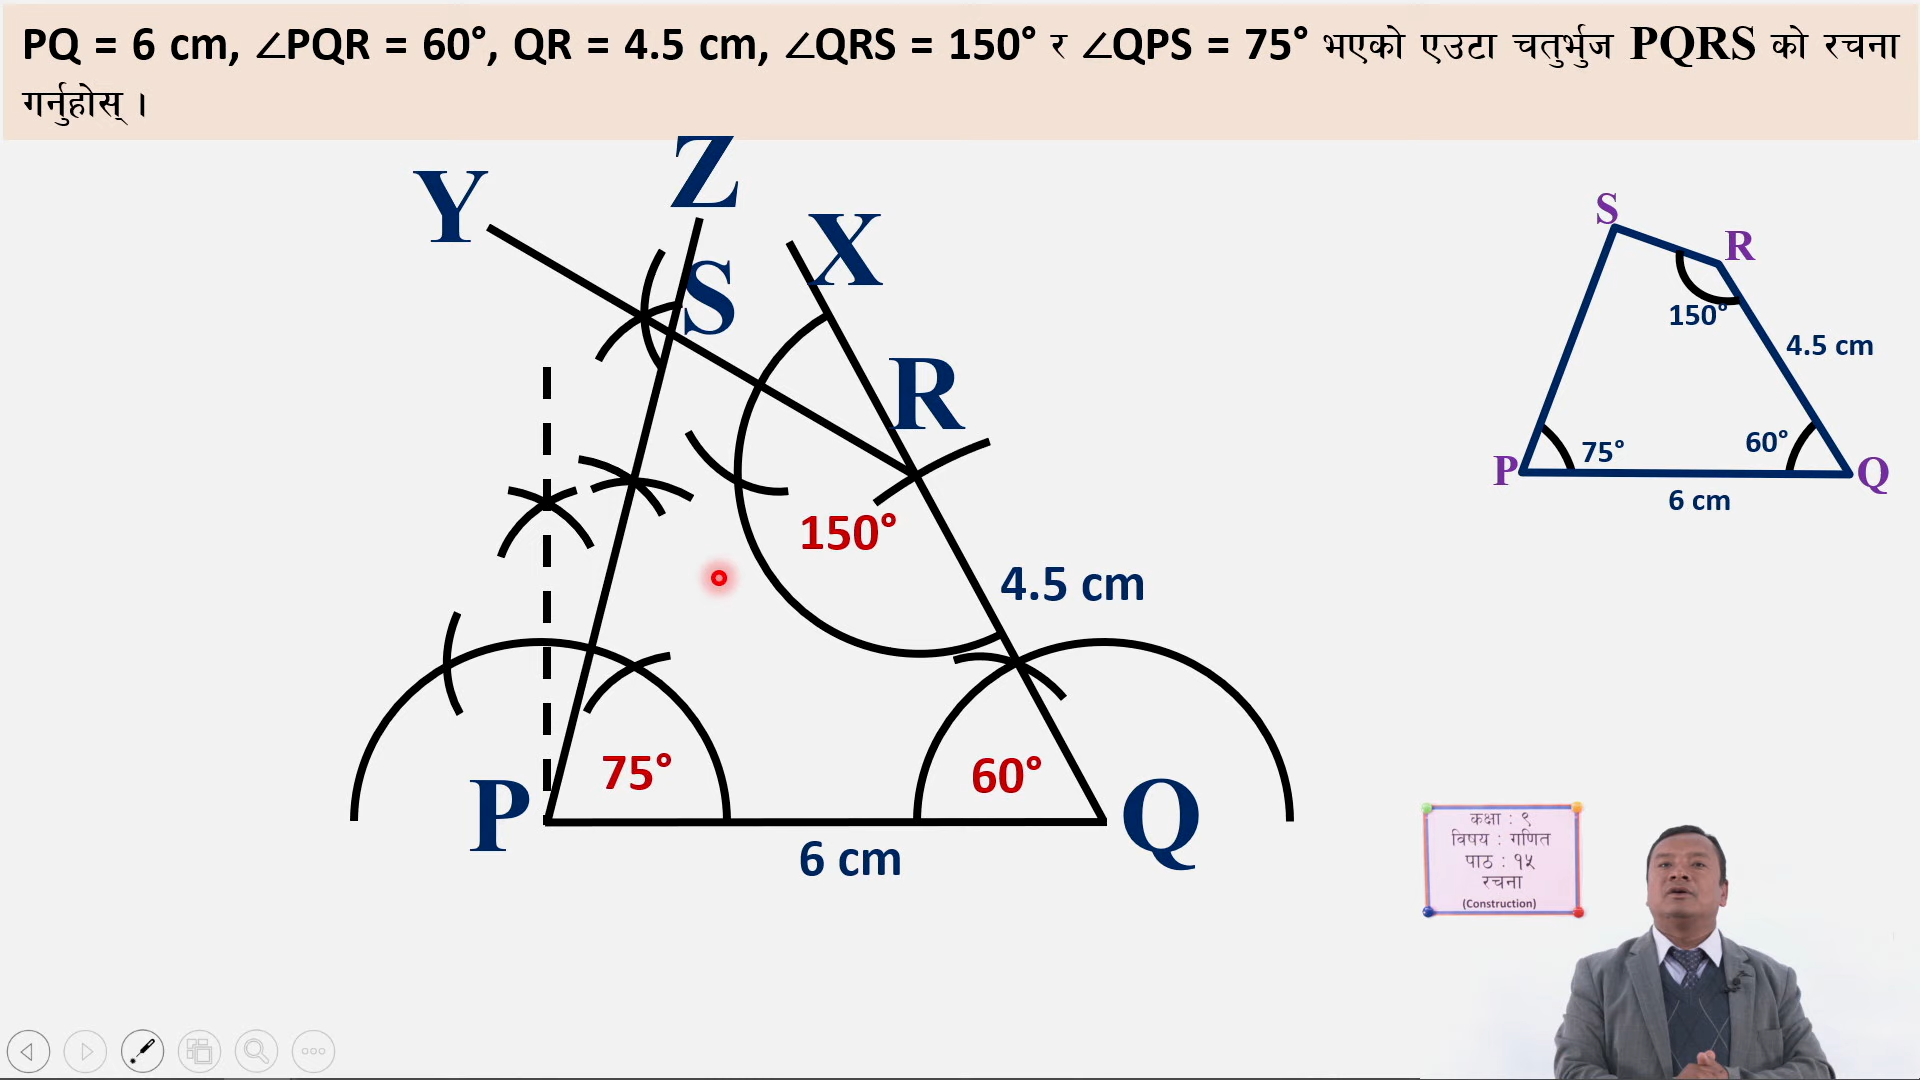 PQ = 6 cm, ∠PQR = 60°, QR = 4.5 cm, ∠QRS = 150° र ∠QPS = 75° भएको एउटा चतुर्भुज PQRS को रचना
गर्नुहोस् ।
Z
Y
X
S
R
150°
4.5 cm
75°
60°
P
Q
6 cm
S
R
150°
4.5 cm
75°
60°
P
Q
6 cm
कक्षा : ९
विषय : गणित
पाठ : १५
रचना
(Construction)